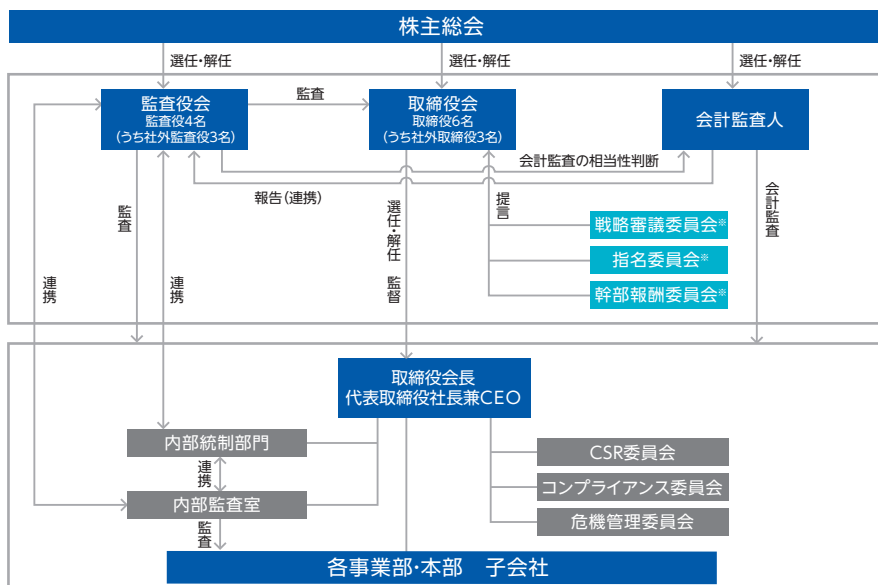 株主総会
選任・解任
選任・解任
選任・解任
監査役会
監査役4名
(うち社外監査役3名)
監査
取締役会
取締役6名
(うち社外取締役3名)
会計監査人
会計監査の相当性判断
報告(連携)
監査
連携
連携
選任・解任 監督
提言
会計監査
戦略審議委員会※
指名委員会※
幹部報酬委員会※
取締役会長
代表取締役社長兼CEO
内部統制部門
連携
内部監査室
監査
CSR委員会
コンプライアンス委員会
危機管理委員会
各事業部・本部 子会社